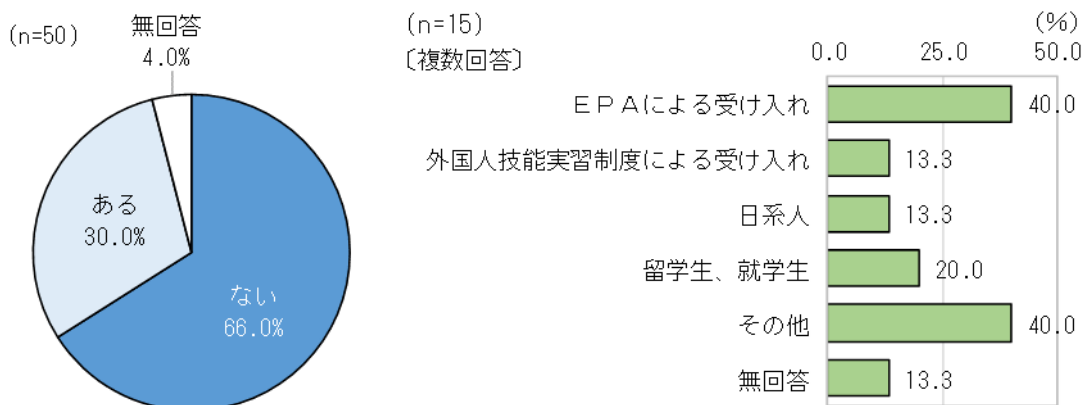 (n=50)
無回答
4.0%
ある
30.0%
ない
66.0%
(n=15)
〔複数回答〕
(%)
0.0 25.0 50.0
ＥＰＡによる受け入れ 40.0
外国人技能実習制度による受け入れ 13.3
日系人 13.3
留学生、就学生 20.0
その他 40.0
無回答 13.3